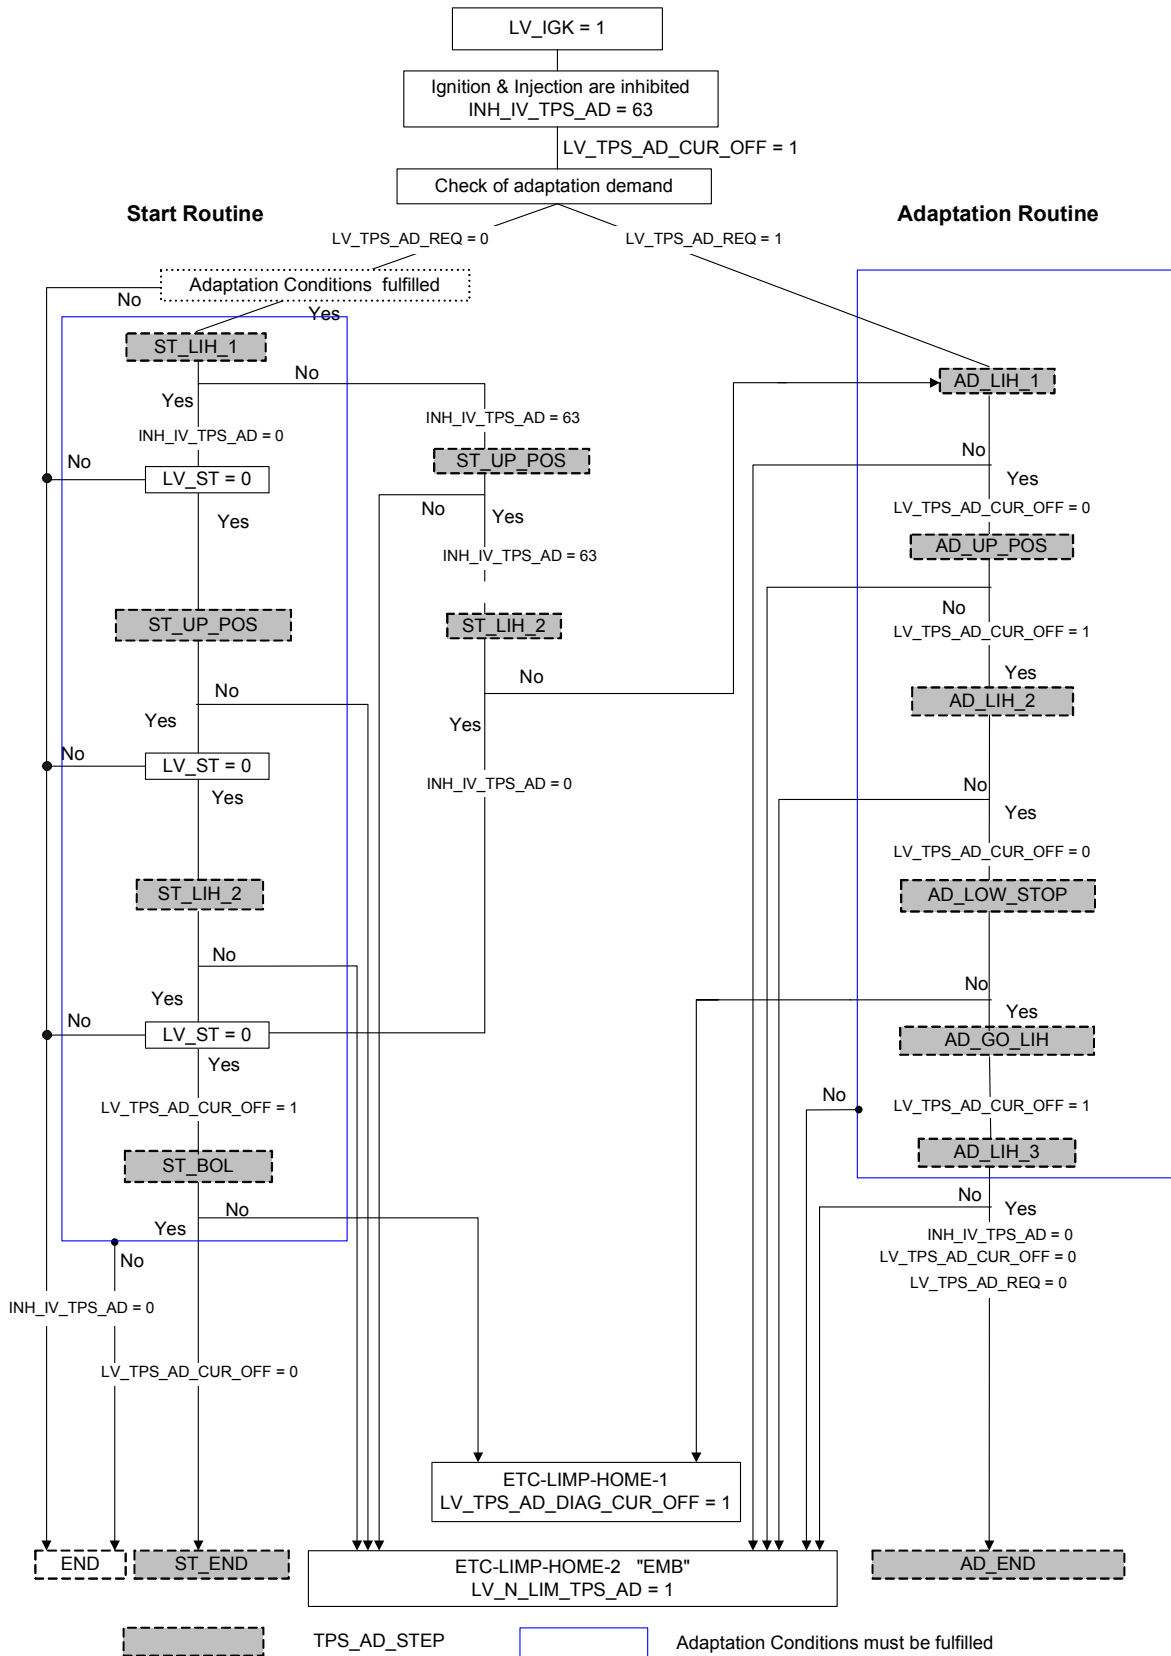 LV_IGK = 1
Ignition & Injection are inhibited
INH_IV_TPS_AD = 63
LV_TPS_AD_CUR_OFF = 1
Check of adaptation demand
Start Routine
Adaptation Routine
LV_TPS_AD_REQ = 0
LV_TPS_AD_REQ = 1
Adaptation Conditions fulfilled
No
Yes
ST_LIH_1
No
Yes
INH_IV_TPS_AD = 0
No
LV_ST = 0
Yes
ST_UP_POS
No
Yes
No
LV_ST = 0
Yes
ST_LIH_2
No
Yes
No
LV_ST = 0
Yes
LV_TPS_AD_CUR_OFF = 1
ST_BOL
No
Yes
No
INH_IV_TPS_AD = 0
LV_TPS_AD_CUR_OFF = 0
INH_IV_TPS_AD = 63
ST_UP_POS
No
Yes
INH_IV_TPS_AD = 63
ST_LIH_2
No
Yes
INH_IV_TPS_AD = 0
AD_LIH_1
No
Yes
LV_TPS_AD_CUR_OFF = 0
AD_UP_POS
No
LV_TPS_AD_CUR_OFF = 1
Yes
AD_LIH_2
No
Yes
LV_TPS_AD_CUR_OFF = 0
AD_LOW_STOP
No
Yes
AD_GO_LIH
No
LV_TPS_AD_CUR_OFF = 1
AD_LIH_3
No
Yes
INH_IV_TPS_AD = 0
LV_TPS_AD_CUR_OFF = 0
LV_TPS_AD_REQ = 0
ETC-LIMP-HOME-1
LV_TPS_AD_DIAG_CUR_OFF = 1
END
ST_END
ETC-LIMP-HOME-2 "EMB"
LV_N_LIM_TPS_AD = 1
AD_END
TPS_AD_STEP
Adaptation Conditions must be fulfilled